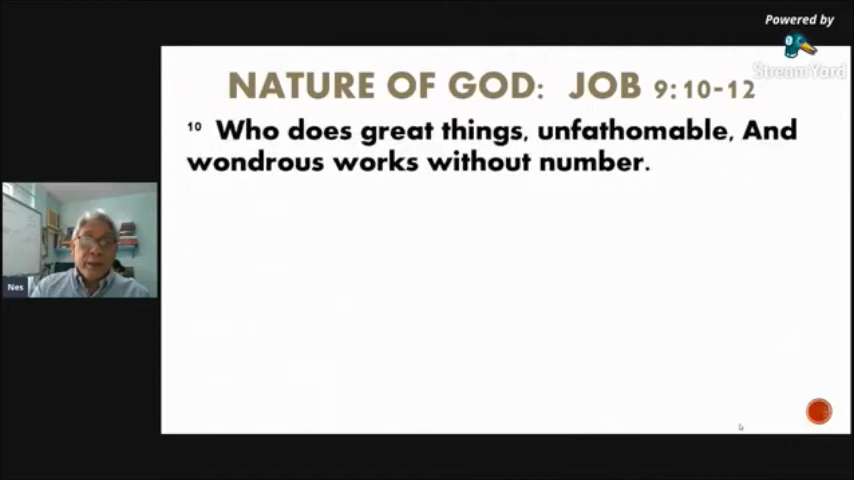 Powered by
StreamYard
NATURE OF GOD: JOB 9:10-12
10 Who does great things, unfathomable, And
wondrous works without number.
Nes